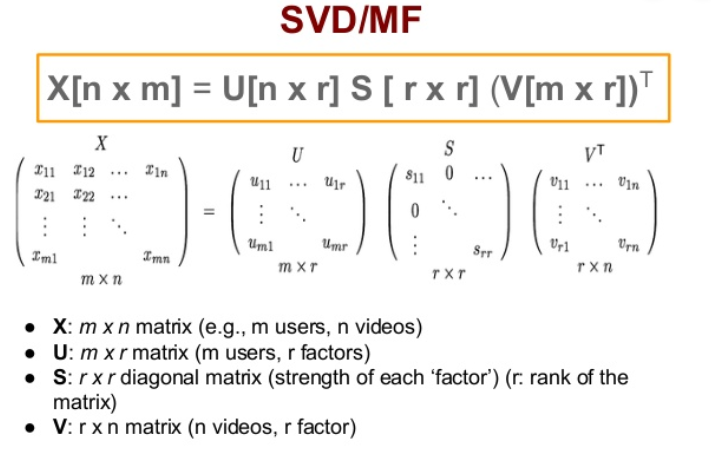 SVD/MF
X[n x m] = U[n x r] S [ r x r] (V[m x r])ᵀ
X U S Vᵀ
x₁₁ x₁₂ … x₁ₙ u₁₁ … u₁ᵣ s₁₁ 0 … v₁₁ … v₁ₙ
x₂₁ x₂₂ … = ⋮ ⋱ 0 ⋱ ⋮ ⋱
⋮ ⋮ ⋱ uₘ₁ uₘᵣ ⋮ sᵣᵣ vᵣ₁ vᵣₙ
xₘ₁ xₘₙ
m × n m × r r × r r × n
● X: m x n matrix (e.g., m users, n videos)
● U: m x r matrix (m users, r factors)
● S: r x r diagonal matrix (strength of each ‘factor’) (r: rank of the
matrix)
● V: r x n matrix (n videos, r factor)